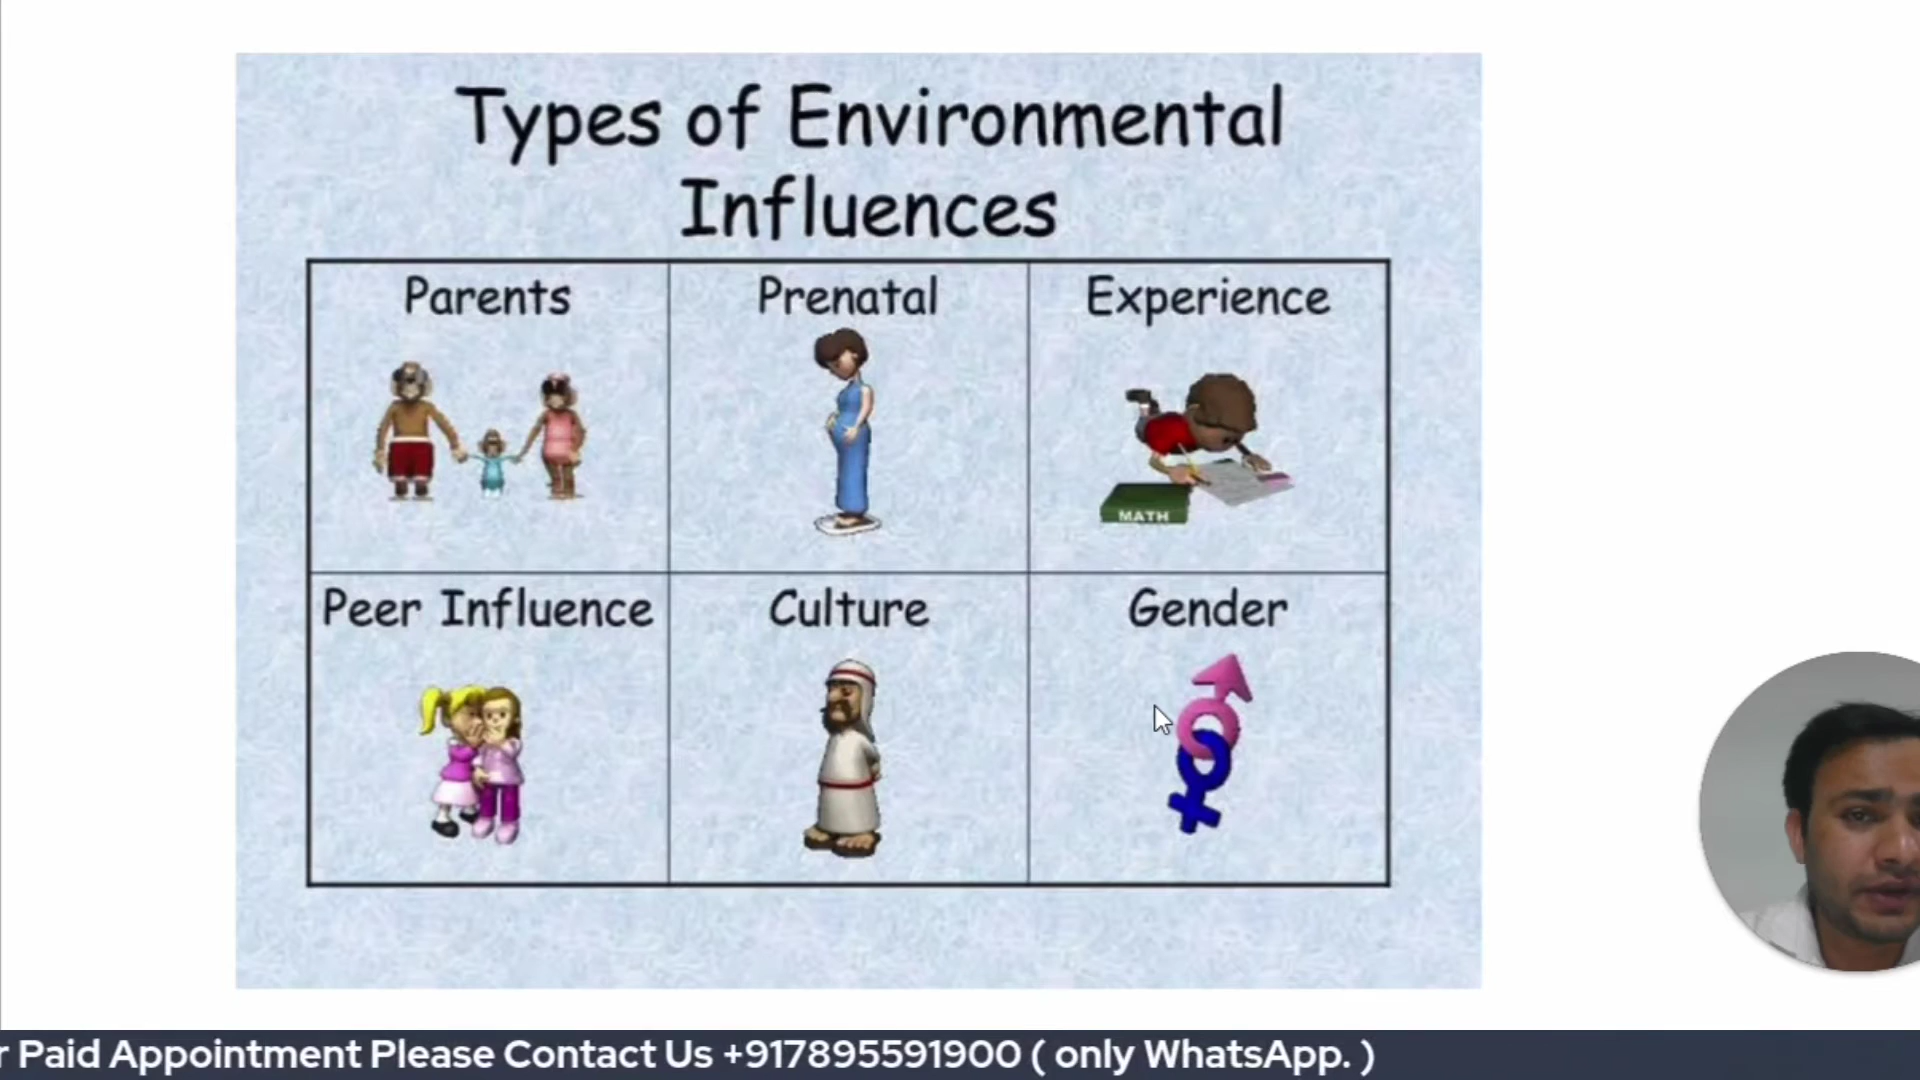 Types of Environmental
Influences
Parents
Prenatal
Experience
MATH
Peer Influence
Culture
Gender
r Paid Appointment Please Contact Us +917895591900 ( only WhatsApp. )